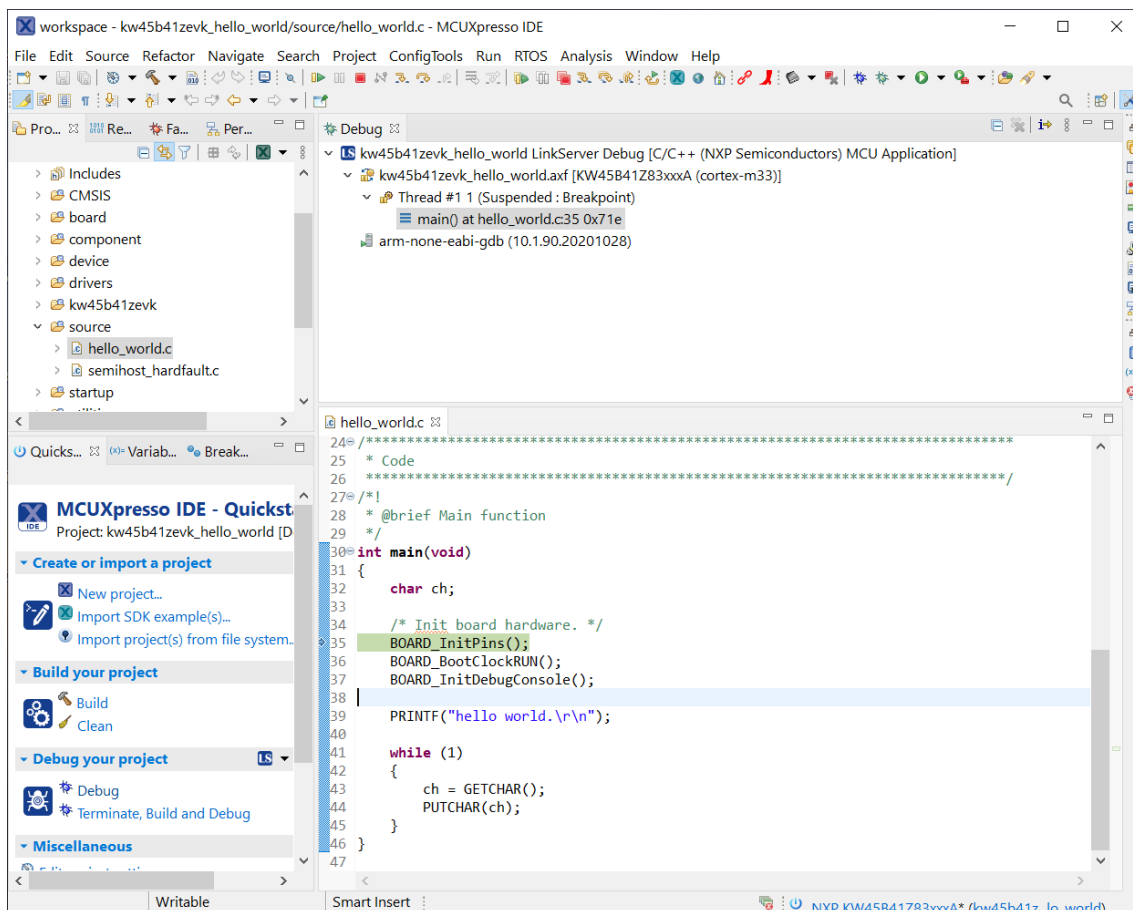 workspace - kw45b41zevk_hello_world/source/hello_world.c - MCUXpresso IDE
File Edit Source Refactor Navigate Search Project ConfigTools Run RTOS Analysis Window Help
Pro... Re... Fa... Per...
Includes
CMSIS
board
component
device
drivers
kw45b41zevk
source
hello_world.c
semihost_hardfault.c
startup
Debug
LS kw45b41zevk_hello_world LinkServer Debug [C/C++ (NXP Semiconductors) MCU Application]
kw45b41zevk_hello_world.axf [KW45B41Z83xxxA (cortex-m33)]
Thread #1 1 (Suspended : Breakpoint)
main() at hello_world.c:35 0x71e
arm-none-eabi-gdb (10.1.90.20201028)
Quicks... (x)= Variab... Break...
IDE
MCUXpresso IDE - Quickst
Project: kw45b41zevk_hello_world [D
Create or import a project
New project...
Import SDK example(s)...
Import project(s) from file system..
Build your project
Build
Clean
Debug your project LS
Debug
Terminate, Build and Debug
Miscellaneous
hello_world.c
24 /*******************************************************************************
25 * Code
26 ******************************************************************************/
27 /*!
28 * @brief Main function
29 */
30 int main(void)
31 {
32 char ch;
33
34 /* Init board hardware. */
35 BOARD_InitPins();
36 BOARD_BootClockRUN();
37 BOARD_InitDebugConsole();
38
39 PRINTF("hello world.\r\n");
40
41 while (1)
42 {
43 ch = GETCHAR();
44 PUTCHAR(ch);
45 }
46 }
47
Writable Smart Insert NXP KW45B41Z83xxxA* (kw45b41z_lo_world)